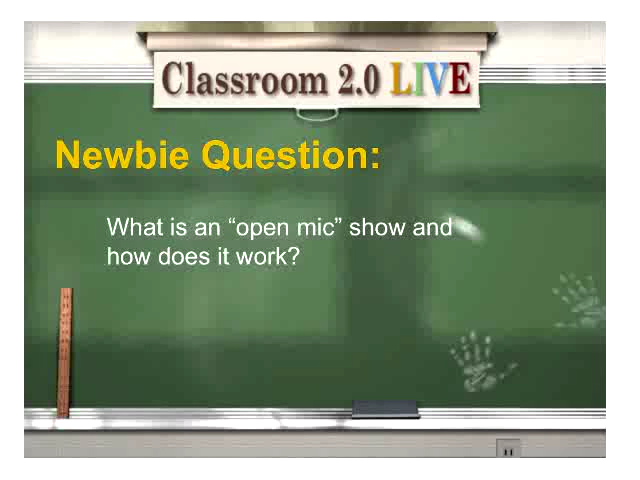 Classroom 2.0 LIVE
Newbie Question:
What is an “open mic” show and
how does it work?